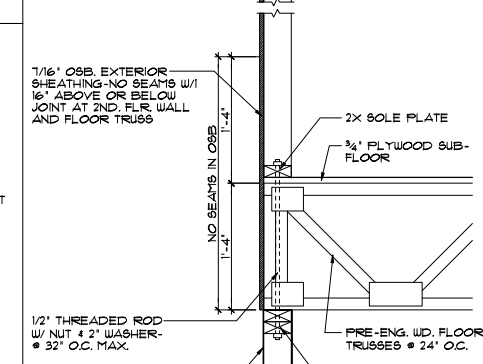 7/16" OSB. EXTERIOR
SHEATHING-NO SEAMS W/I
16" ABOVE OR BELOW
JOINT AT 2ND. FLR. WALL
AND FLOOR TRUSS
1'-4"
NO SEAMS IN OSB
1'-4"
2X SOLE PLATE
3/4" PLYWOOD SUB-
FLOOR
T
1/2" THREADED ROD
W/ NUT & 2" WASHER-
@ 32" O.C. MAX.
PRE-ENG. WD. FLOOR
TRUSSES @ 24" O.C.